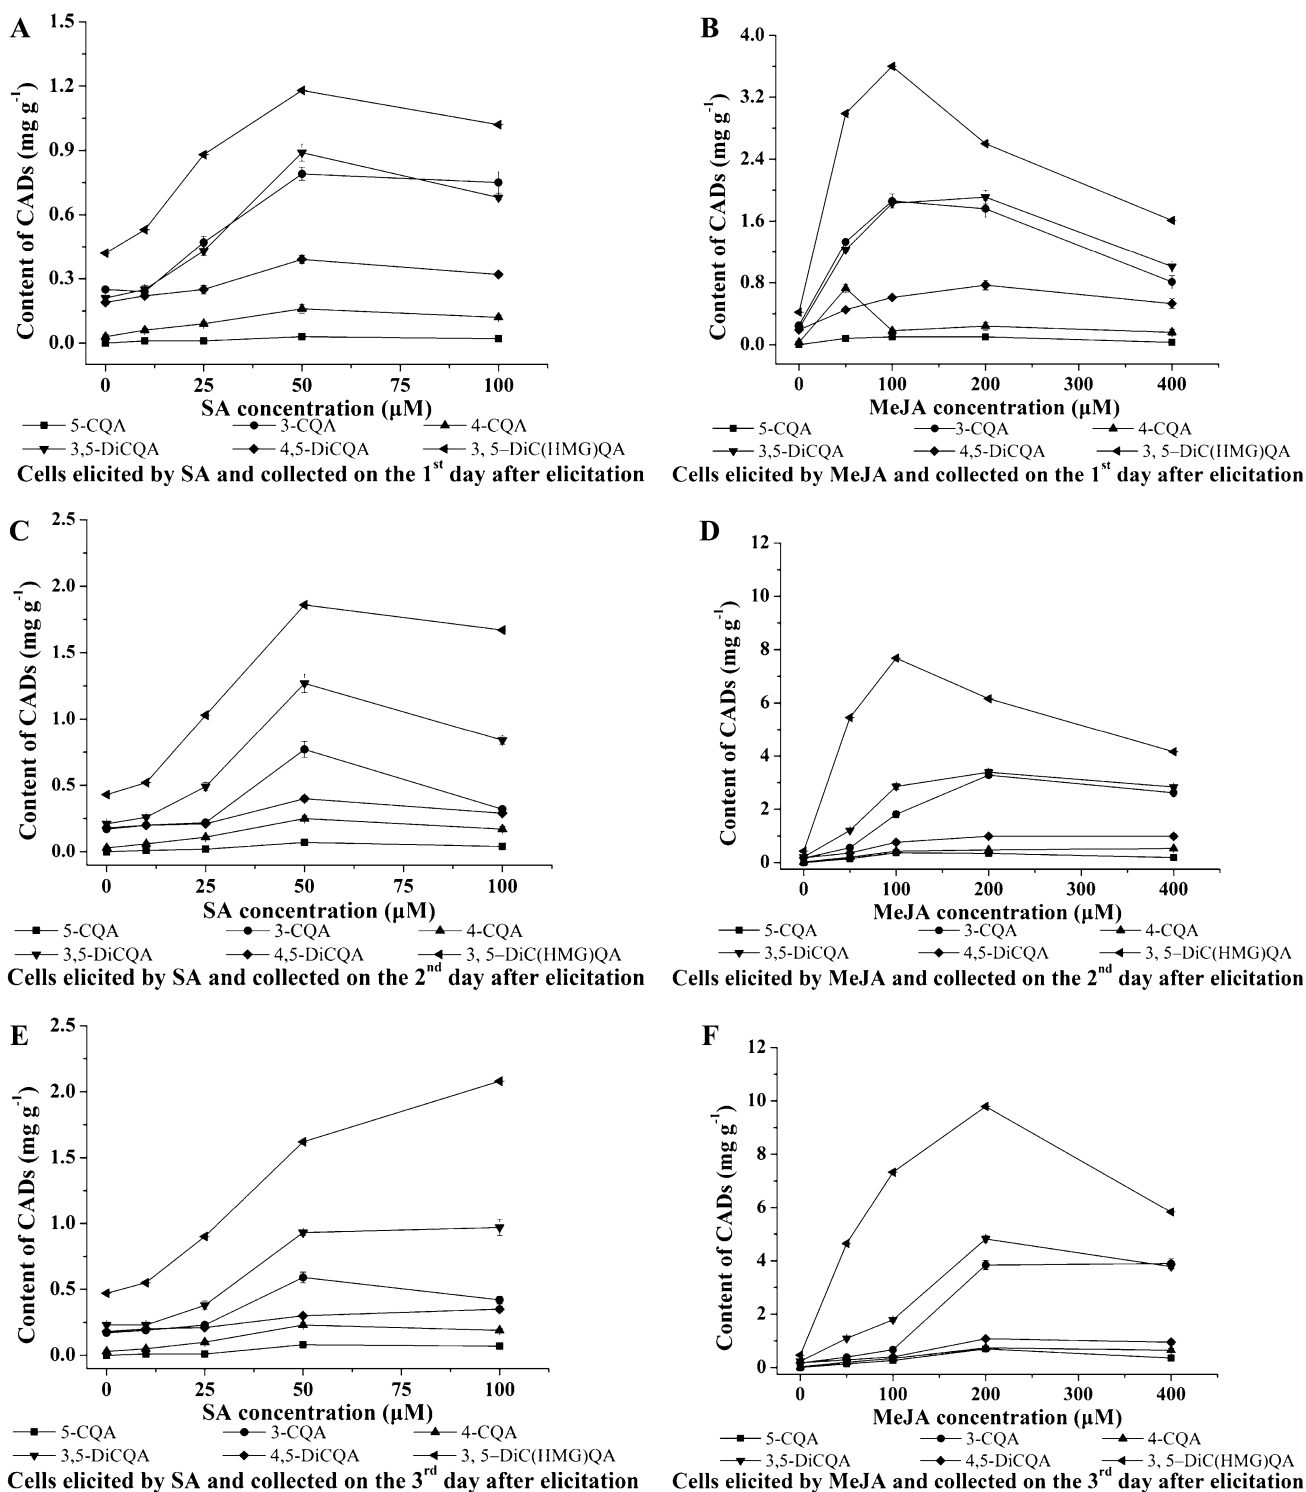 A
Content of CADs (mg g-1)
1.5
1.2
0.9
0.6
0.3
0.0
0 25 50 75 100
SA concentration (μM)
5-CQA 3-CQA 4-CQA
3,5-DiCQA 4,5-DiCQA 3, 5–DiC(HMG)QA
Cells elicited by SA and collected on the 1st day after elicitation
B
Content of CADs (mg g-1)
4.0
3.2
2.4
1.6
0.8
0.0
0 100 200 300 400
MeJA concentration (μM)
5-CQA 3-CQA 4-CQA
3,5-DiCQA 4,5-DiCQA 3, 5–DiC(HMG)QA
Cells elicited by MeJA and collected on the 1st day after elicitation
C
Content of CADs (mg g-1)
2.5
2.0
1.5
1.0
0.5
0.0
0 25 50 75 100
SA concentration (μM)
5-CQA 3-CQA 4-CQA
3,5-DiCQA 4,5-DiCQA 3, 5–DiC(HMG)QA
Cells elicited by SA and collected on the 2nd day after elicitation
D
Content of CADs (mg g-1)
12
10
8
6
4
2
0
0 100 200 300 400
MeJA concentration (μM)
5-CQA 3-CQA 4-CQA
3,5-DiCQA 4,5-DiCQA 3, 5–DiC(HMG)QA
Cells elicited by MeJA and collected on the 2nd day after elicitation
E
Content of CADs (mg g-1)
2.5
2.0
1.5
1.0
0.5
0.0
0 25 50 75 100
SA concentration (μM)
5-CQA 3-CQA 4-CQA
3,5-DiCQA 4,5-DiCQA 3, 5–DiC(HMG)QA
Cells elicited by SA and collected on the 3rd day after elicitation
F
Content of CADs (mg g-1)
12
10
8
6
4
2
0
0 100 200 300 400
MeJA concentration (μM)
5-CQA 3-CQA 4-CQA
3,5-DiCQA 4,5-DiCQA 3, 5–DiC(HMG)QA
Cells elicited by MeJA and collected on the 3rd day after elicitation